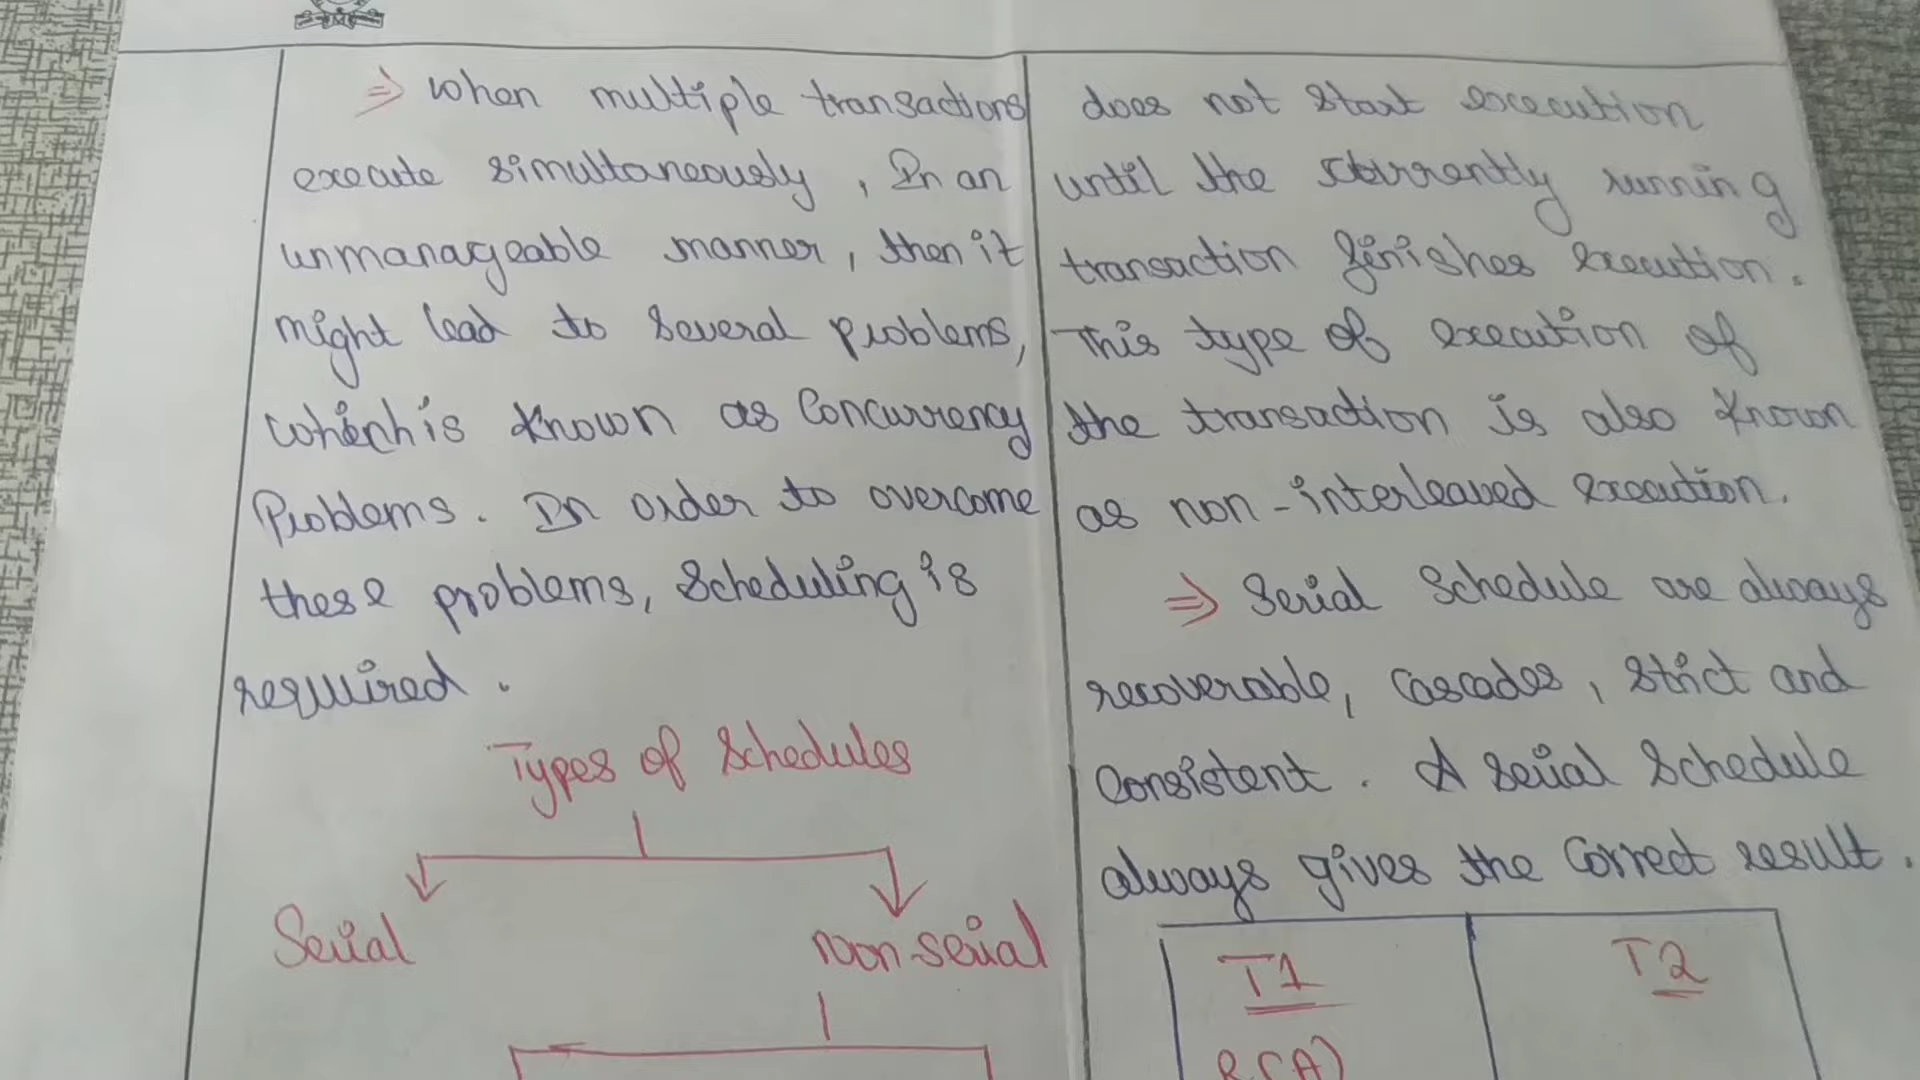 ⇒ When multiple transactions
execute simultaneously, In an
unmanageable manner, then it
might lead to several problems,
which is known as Concurrency
Problems. In order to overcome
these problems, Scheduling is
required.
Types of Schedules
Serial
non-serial
does not start execution
until the currently running
transaction finishes execution.
This type of execution of
the transaction is also known
as non-interleaved execution.
⇒ Serial Schedule are always
recoverable, Cascades, strict and
Consistent. A serial Schedule
always gives the Correct result.
T1
T2
R(A)